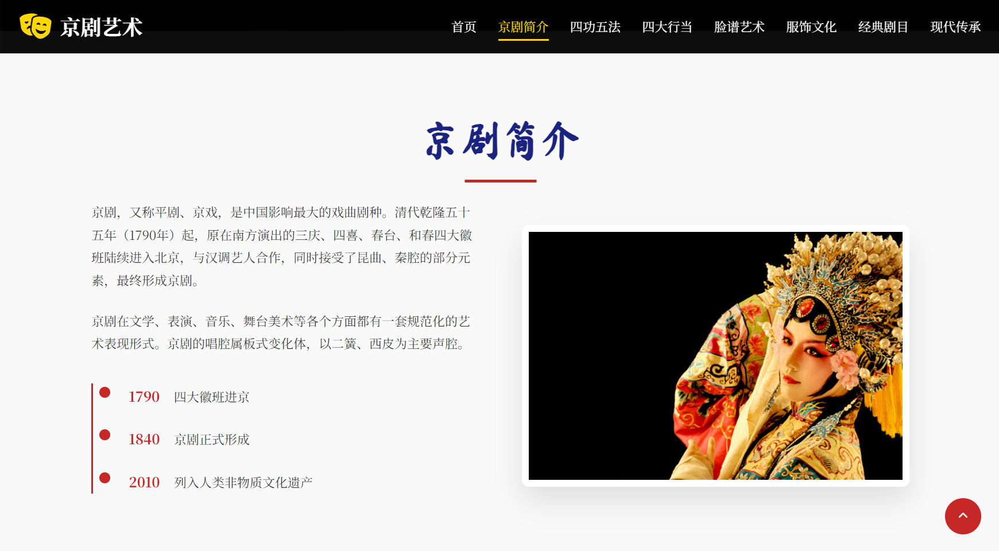 京剧艺术
首页 京剧简介 四功五法 四大行当 脸谱艺术 服饰文化 经典剧目 现代传承
京剧简介
京剧，又称平剧、京戏，是中国影响最大的戏曲剧种。清代乾隆五十
五年（1790年）起，原在南方演出的三庆、四喜、春台、和春四大徽
班陆续进入北京，与汉调艺人合作，同时接受了昆曲、秦腔的部分元
素，最终形成京剧。
京剧在文学、表演、音乐、舞台美术等各个方面都有一套规范化的艺
术表现形式。京剧的唱腔属板式变化体，以二簧、西皮为主要声腔。
1790 四大徽班进京
1840 京剧正式形成
2010 列入人类非物质文化遗产